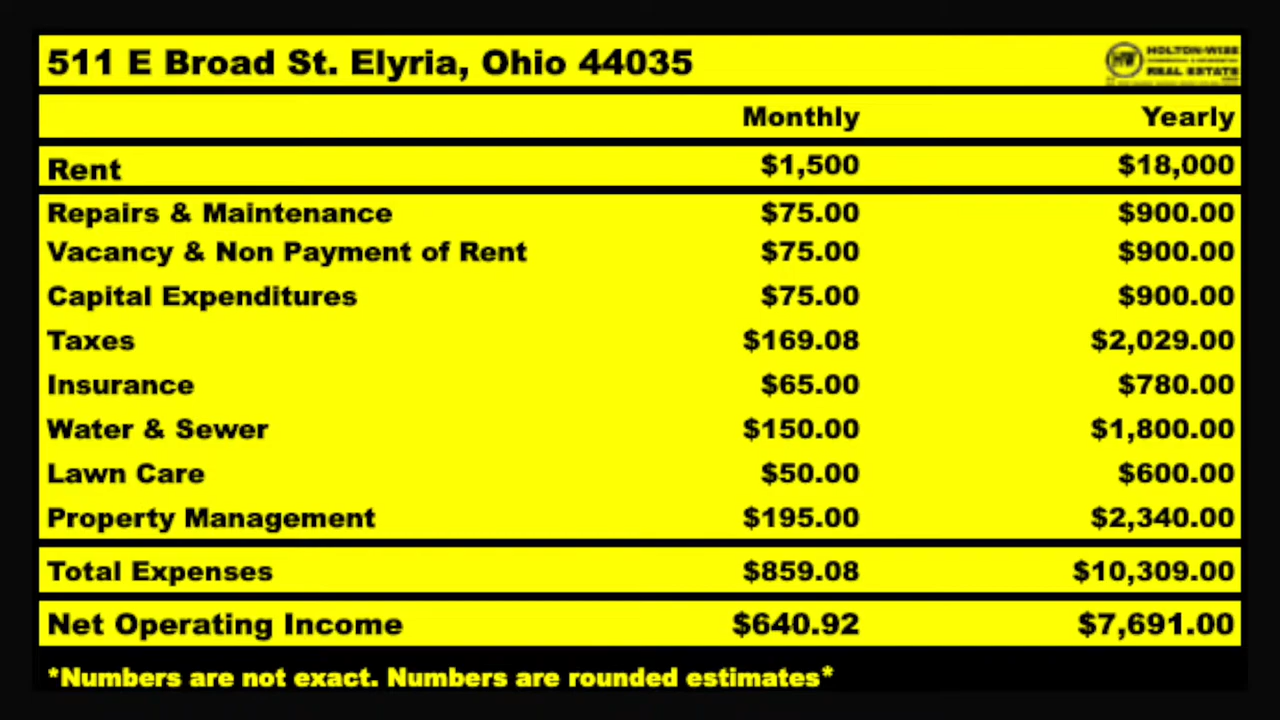 511 E Broad St. Elyria, Ohio 44035
HW HOLTON-WISE
REAL ESTATE
Monthly Yearly
Rent $1,500 $18,000
Repairs & Maintenance $75.00 $900.00
Vacancy & Non Payment of Rent $75.00 $900.00
Capital Expenditures $75.00 $900.00
Taxes $169.08 $2,029.00
Insurance $65.00 $780.00
Water & Sewer $150.00 $1,800.00
Lawn Care $50.00 $600.00
Property Management $195.00 $2,340.00
Total Expenses $859.08 $10,309.00
Net Operating Income $640.92 $7,691.00
*Numbers are not exact. Numbers are rounded estimates*